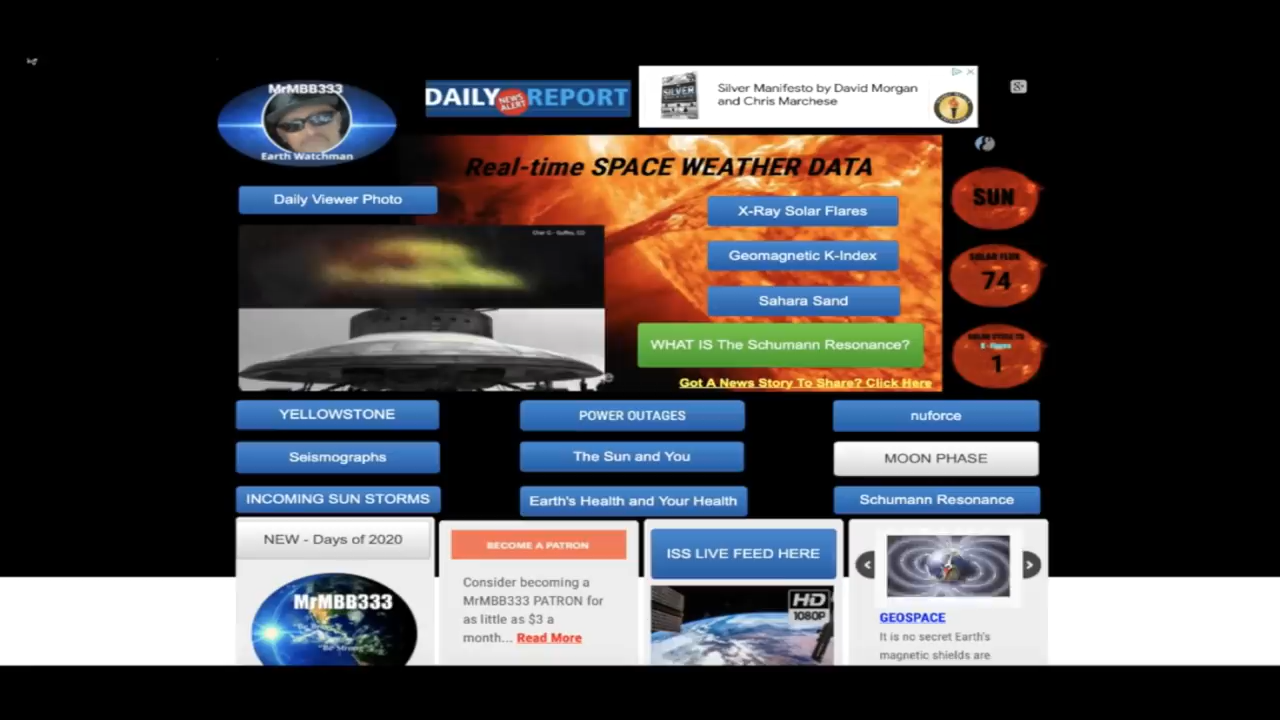 MrMBB333
Earth Watchman
DAILY NEWS ALERT REPORT
Silver Manifesto by David Morgan
and Chris Marchese
SILVER
Real-time SPACE WEATHER DATA
Daily Viewer Photo
X-Ray Solar Flares
Geomagnetic K-Index
Sahara Sand
WHAT IS The Schumann Resonance?
Got A News Story To Share? Click Here
SUN
SOLAR FLUX
74
1
YELLOWSTONE
POWER OUTAGES
nuforce
Seismographs
The Sun and You
MOON PHASE
INCOMING SUN STORMS
Earth's Health and Your Health
Schumann Resonance
NEW - Days of 2020
MrMBB333
BECOME A PATRON
Consider becoming a
MrMBB333 PATRON for
as little as $3 a
month... Read More
ISS LIVE FEED HERE
HD
1080P
GEOSPACE
It is no secret Earth's
magnetic shields are